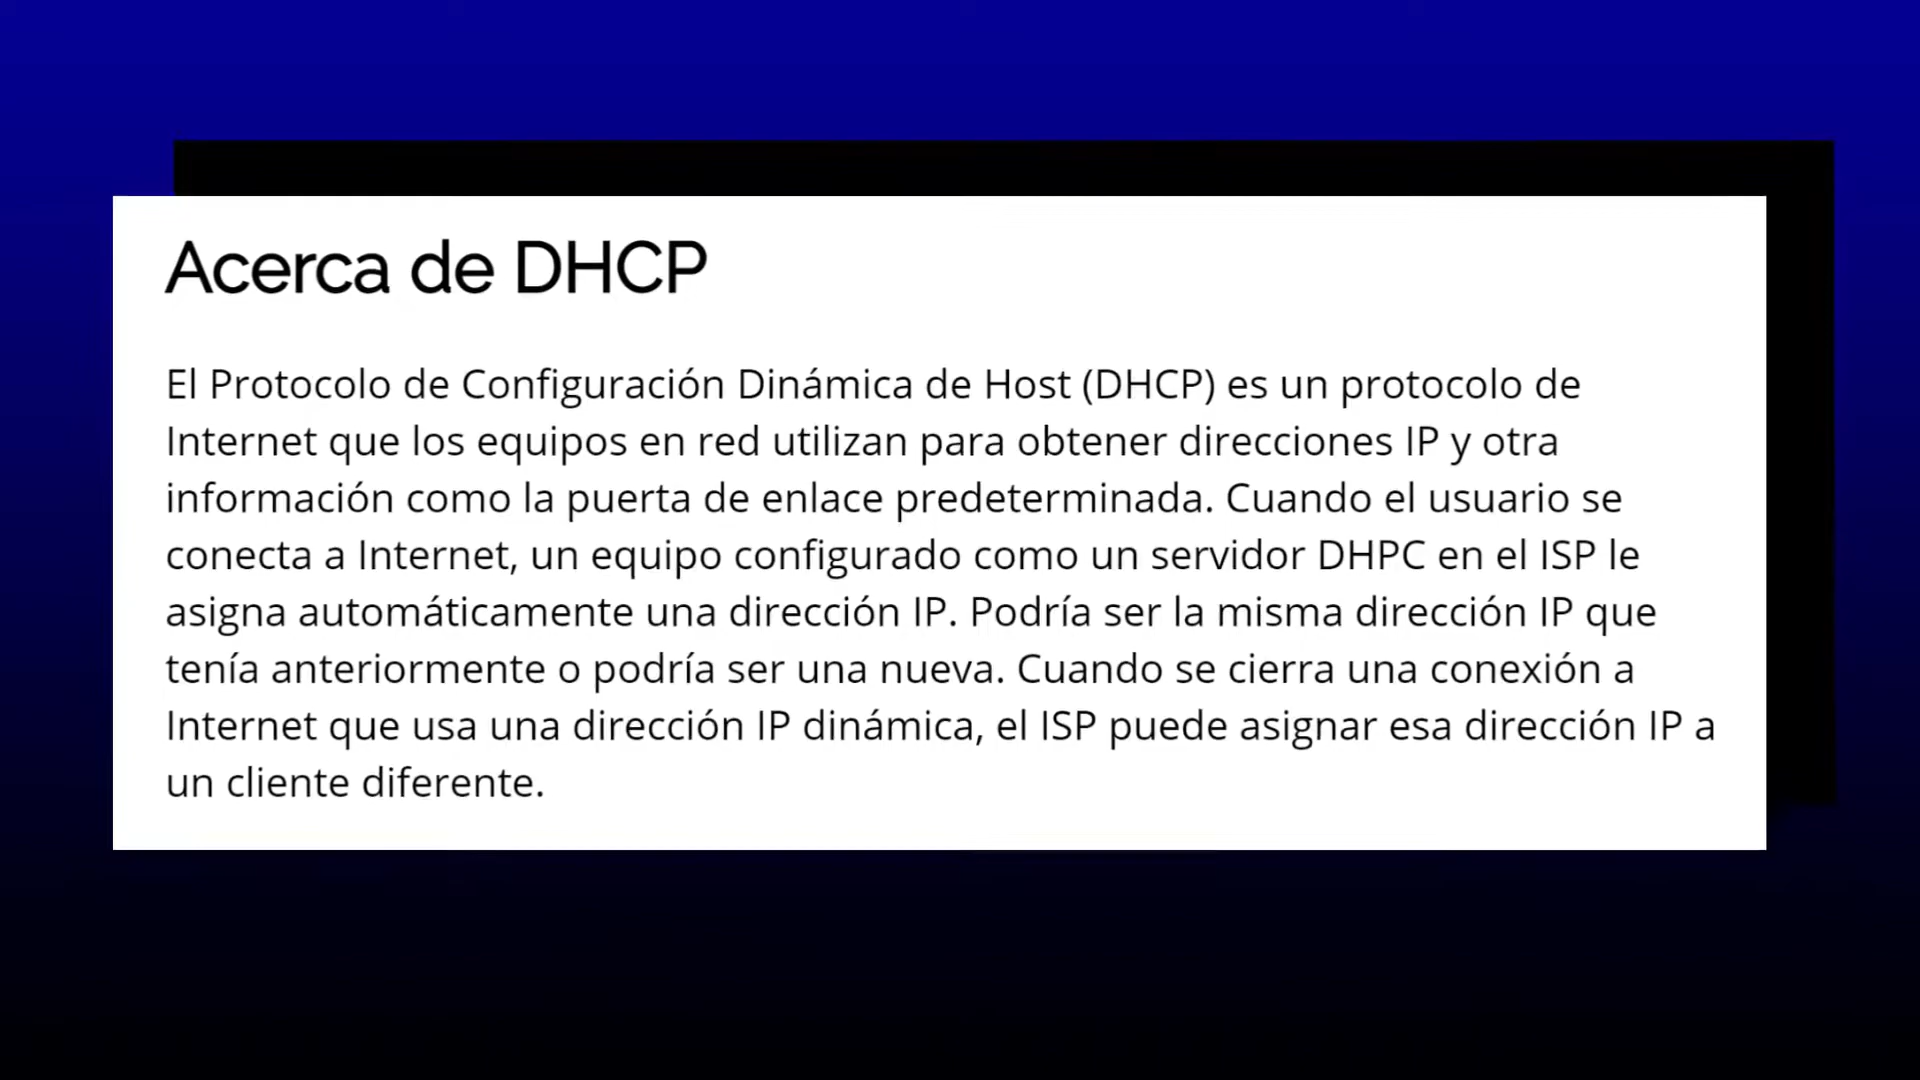 Acerca de DHCP
El Protocolo de Configuración Dinámica de Host (DHCP) es un protocolo de
Internet que los equipos en red utilizan para obtener direcciones IP y otra
información como la puerta de enlace predeterminada. Cuando el usuario se
conecta a Internet, un equipo configurado como un servidor DHPC en el ISP le
asigna automáticamente una dirección IP. Podría ser la misma dirección IP que
tenía anteriormente o podría ser una nueva. Cuando se cierra una conexión a
Internet que usa una dirección IP dinámica, el ISP puede asignar esa dirección IP a
un cliente diferente.